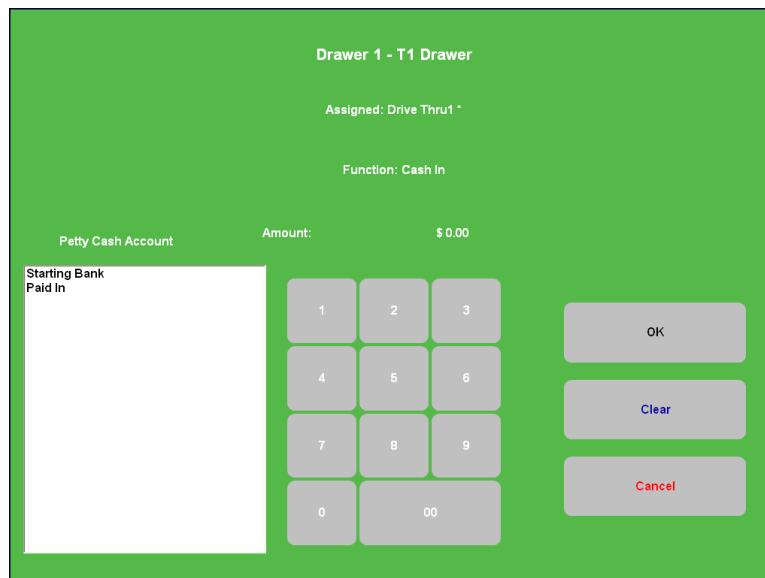 Drawer 1 - T1 Drawer
Assigned: Drive Thru1 *
Function: Cash In
Petty Cash Account
Amount: $ 0.00
Starting Bank
Paid In
1 2 3
4 5 6
7 8 9
0 00
OK
Clear
Cancel